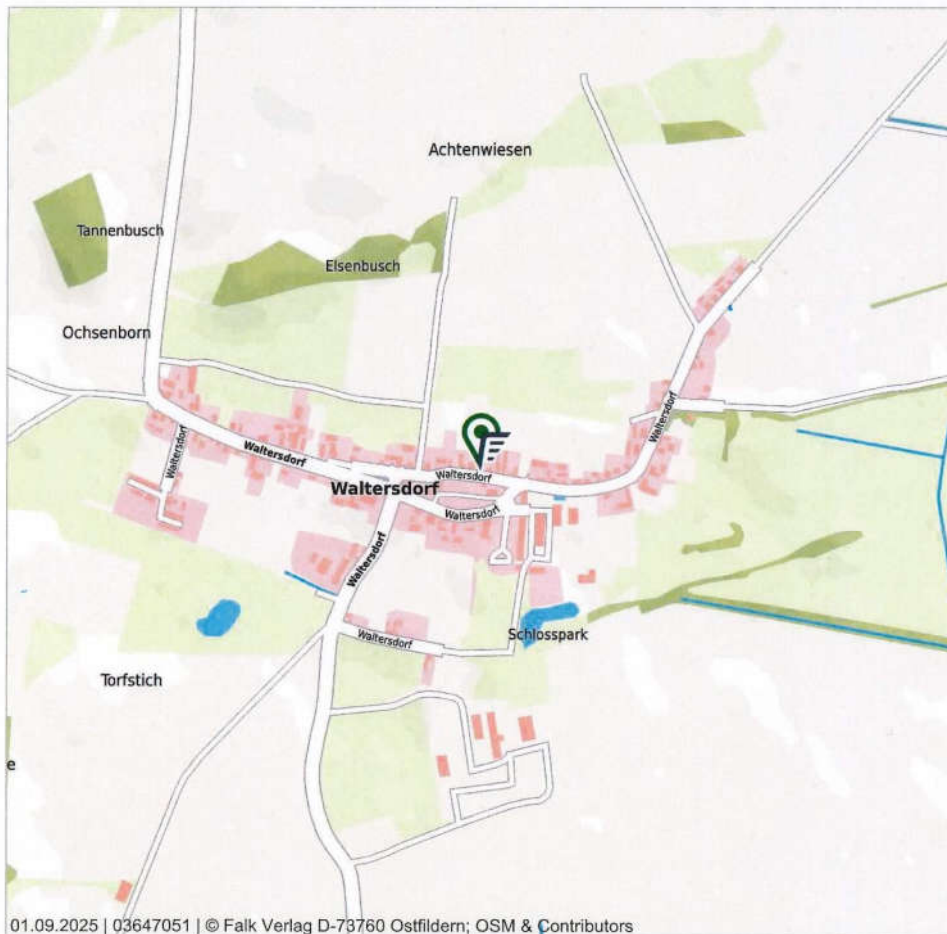 Achtenwiesen
Tannenbusch
Elsenbusch
Ochsenborn
Waltersdorf
Waltersdorf
Waltersdorf
Waltersdorf
Waltersdorf
Waltersdorf
Waltersdorf
Waltersdorf
Waltersdorf
Schlosspark
Torfstich
e
01.09.2025 | 03647051 | © Falk Verlag D-73760 Ostfildern; OSM & Contributors